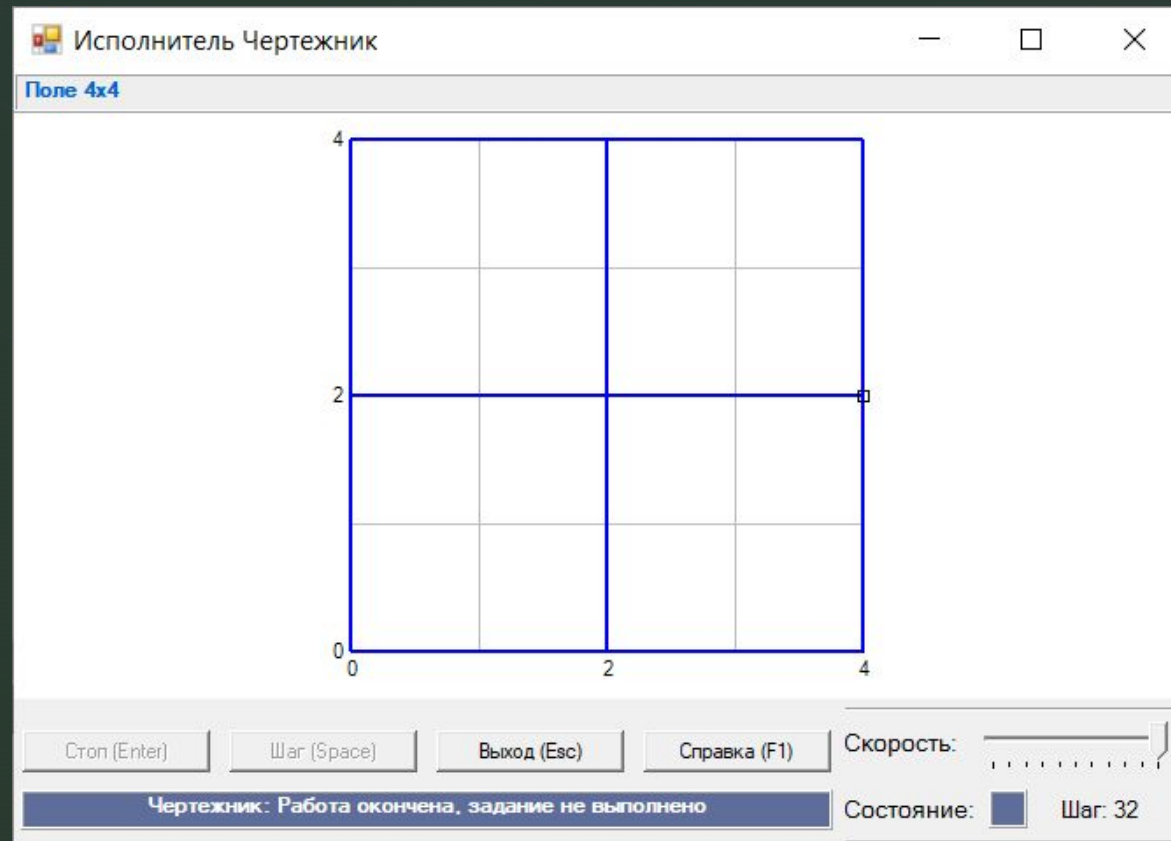 Исполнитель Чертежник
Поле 4x4
4
2
0
0 2 4
Стоп (Enter) Шаг (Space) Выход (Esc) Справка (F1) Скорость:
Чертежник: Работа окончена, задание не выполнено Состояние: Шаг: 32